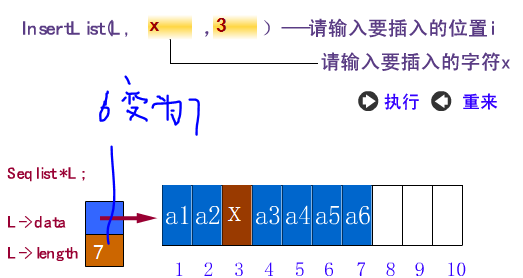 InsertList(L, x ,3 ) 请输入要插入的位置i
请输入要插入的字符x
执行 重来
6变为7
Seqlist*L;
L->data
a1 a2 X a3 a4 a5 a6
L->length 7
1 2 3 4 5 6 7 8 9 10